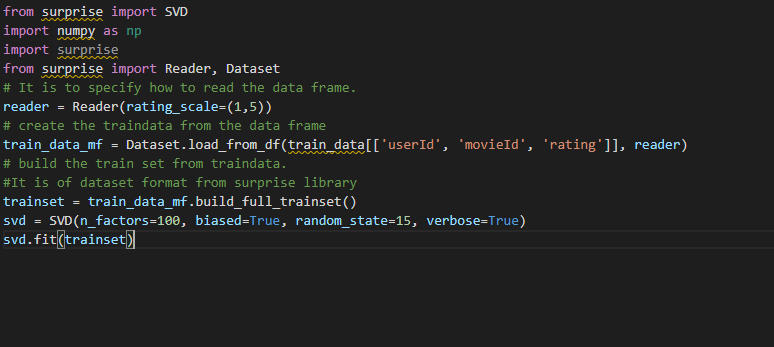 from surprise import SVD
import numpy as np
import surprise
from surprise import Reader, Dataset
# It is to specify how to read the data frame.
reader = Reader(rating_scale=(1,5))
# create the traindata from the data frame
train_data_mf = Dataset.load_from_df(train_data[['userId', 'movieId', 'rating']], reader)
# build the train set from traindata.
#It is of dataset format from surprise library
trainset = train_data_mf.build_full_trainset()
svd = SVD(n_factors=100, biased=True, random_state=15, verbose=True)
svd.fit(trainset)